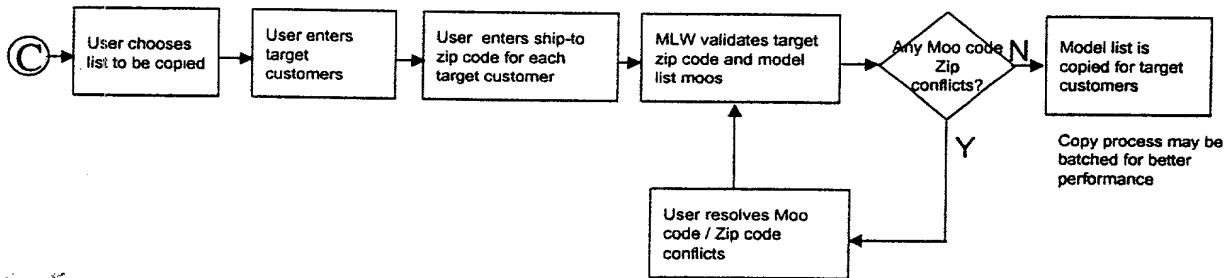 C
User chooses
list to be copied
User enters
target
customers
User enters ship-to
zip code for each
target customer
MLW validates target
zip code and model
list moos
Any Moo code
Zip
conflicts?
N
Model list is
copied for target
customers
Y
Copy process may be
batched for better
performance
User resolves Moo
code / Zip code
conflicts